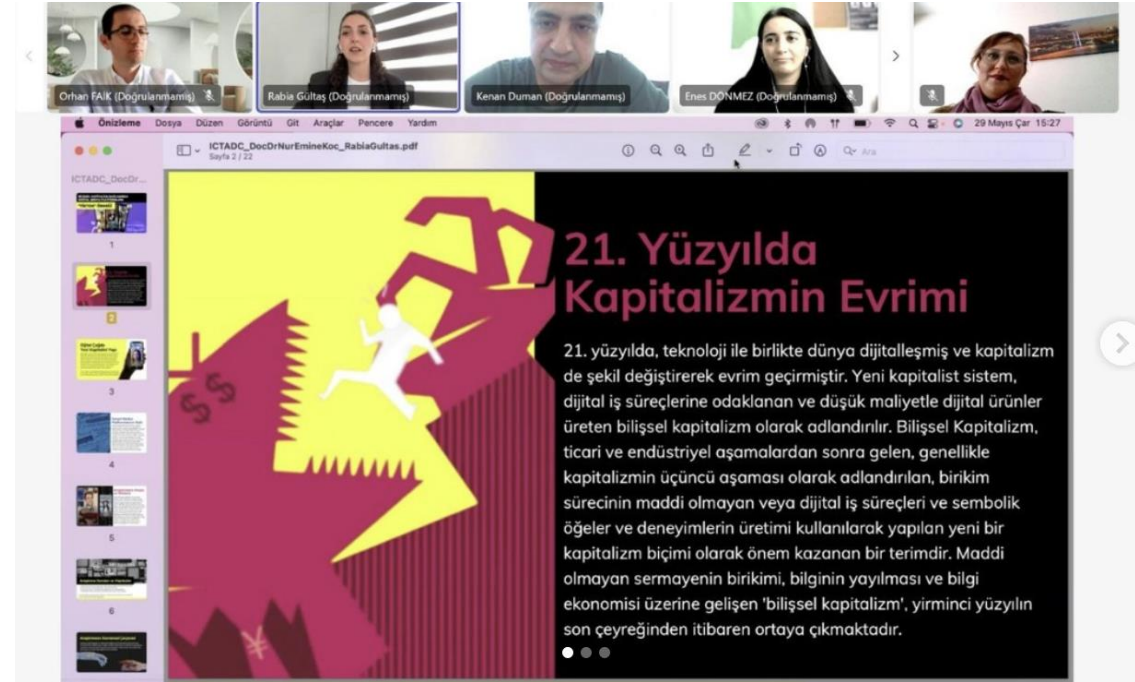 Orhan FAİK (Doğrulanmamış)
Rabia Gültaş (Doğrulanmamış)
Kenan Duman (Doğrulanmamış)
Enes DÖNMEZ (Doğrulanmamış)
Önizleme Dosya Düzen Görüntü Git Araçlar Pencere Yardım
29 Mayıs Çar 15:27
ICTADC_DocDrNurEmineKoc_RabiaGultas.pdf
Sayfa 2 / 22
Ara
ICTADC_DocDr...
1
2
3
4
5
6
$$
¥
21. Yüzyılda
Kapitalizmin Evrimi
21. yüzyılda, teknoloji ile birlikte dünya dijitalleşmiş ve kapitalizm
de şekil değiştirerek evrim geçirmiştir. Yeni kapitalist sistem,
dijital iş süreçlerine odaklanan ve düşük maliyetle dijital ürünler
üreten bilişsel kapitalizm olarak adlandırılır. Bilişsel Kapitalizm,
ticari ve endüstriyel aşamalardan sonra gelen, genellikle
kapitalizmin üçüncü aşaması olarak adlandırılan, birikim
sürecinin maddi olmayan veya dijital iş süreçleri ve sembolik
öğeler ve deneyimlerin üretimi kullanılarak yapılan yeni bir
kapitalizm biçimi olarak önem kazanan bir terimdir. Maddi
olmayan sermayenin birikimi, bilginin yayılması ve bilgi
ekonomisi üzerine gelişen 'bilişsel kapitalizm', yirminci yüzyılın
son çeyreğinden itibaren ortaya çıkmaktadır.